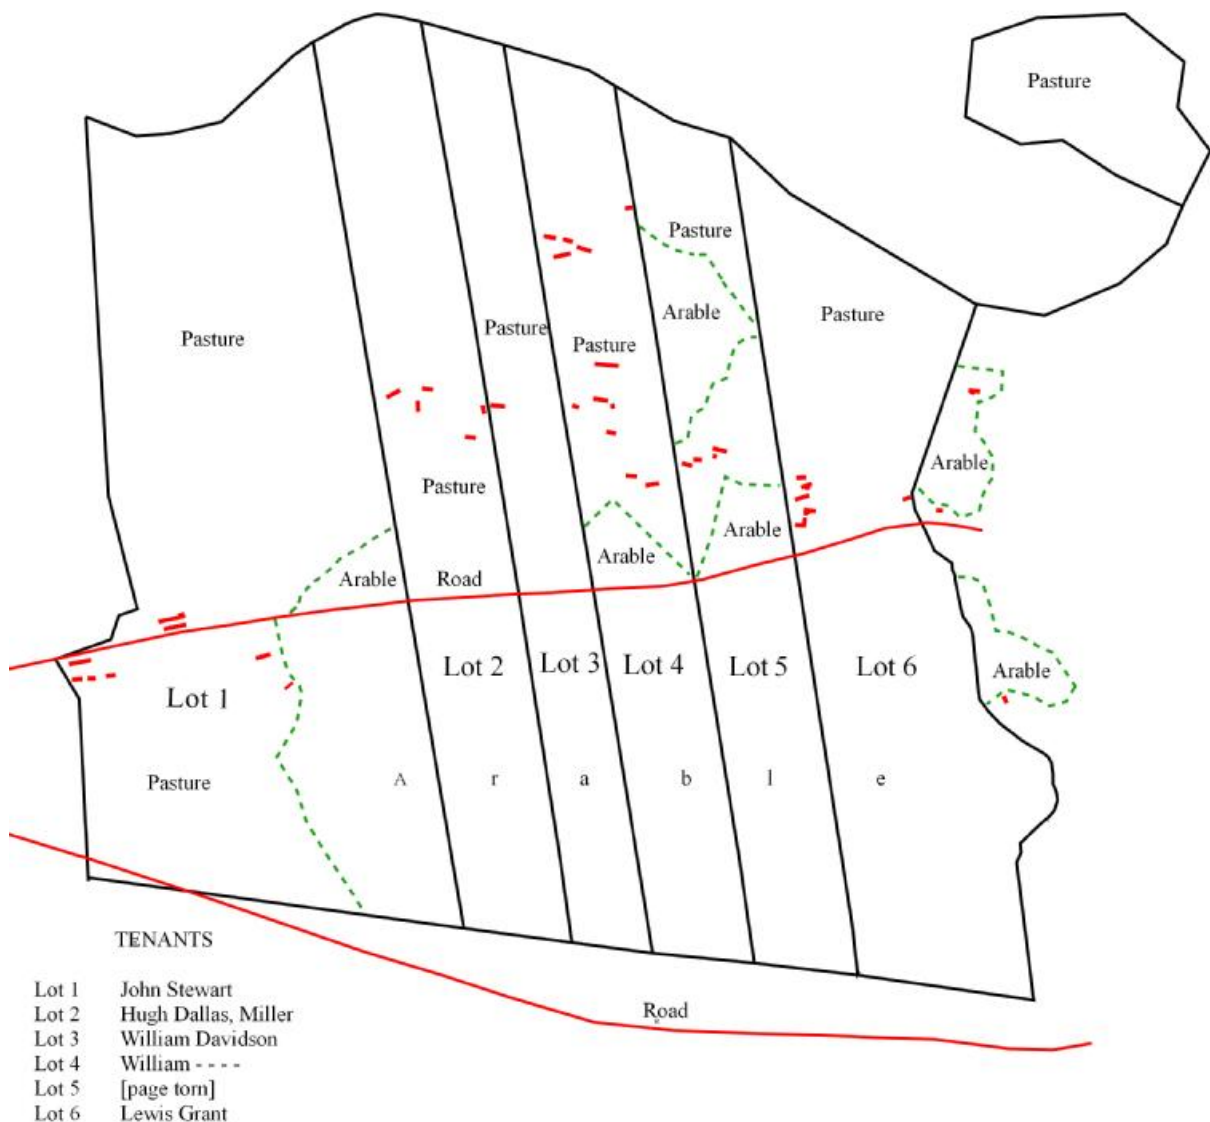 Pasture
Pasture
Arable
Pasture
Pasture
Pasture
Pasture
Arable
Pasture
Arable
Arable
Arable
Road
Lot 1
Lot 2
Lot 3
Lot 4
Lot 5
Lot 6
Arable
Pasture
A r a b l e
TENANTS
Lot 1 John Stewart
Lot 2 Hugh Dallas, Miller
Lot 3 William Davidson
Lot 4 William - - - -
Lot 5 [page torn]
Lot 6 Lewis Grant
Road